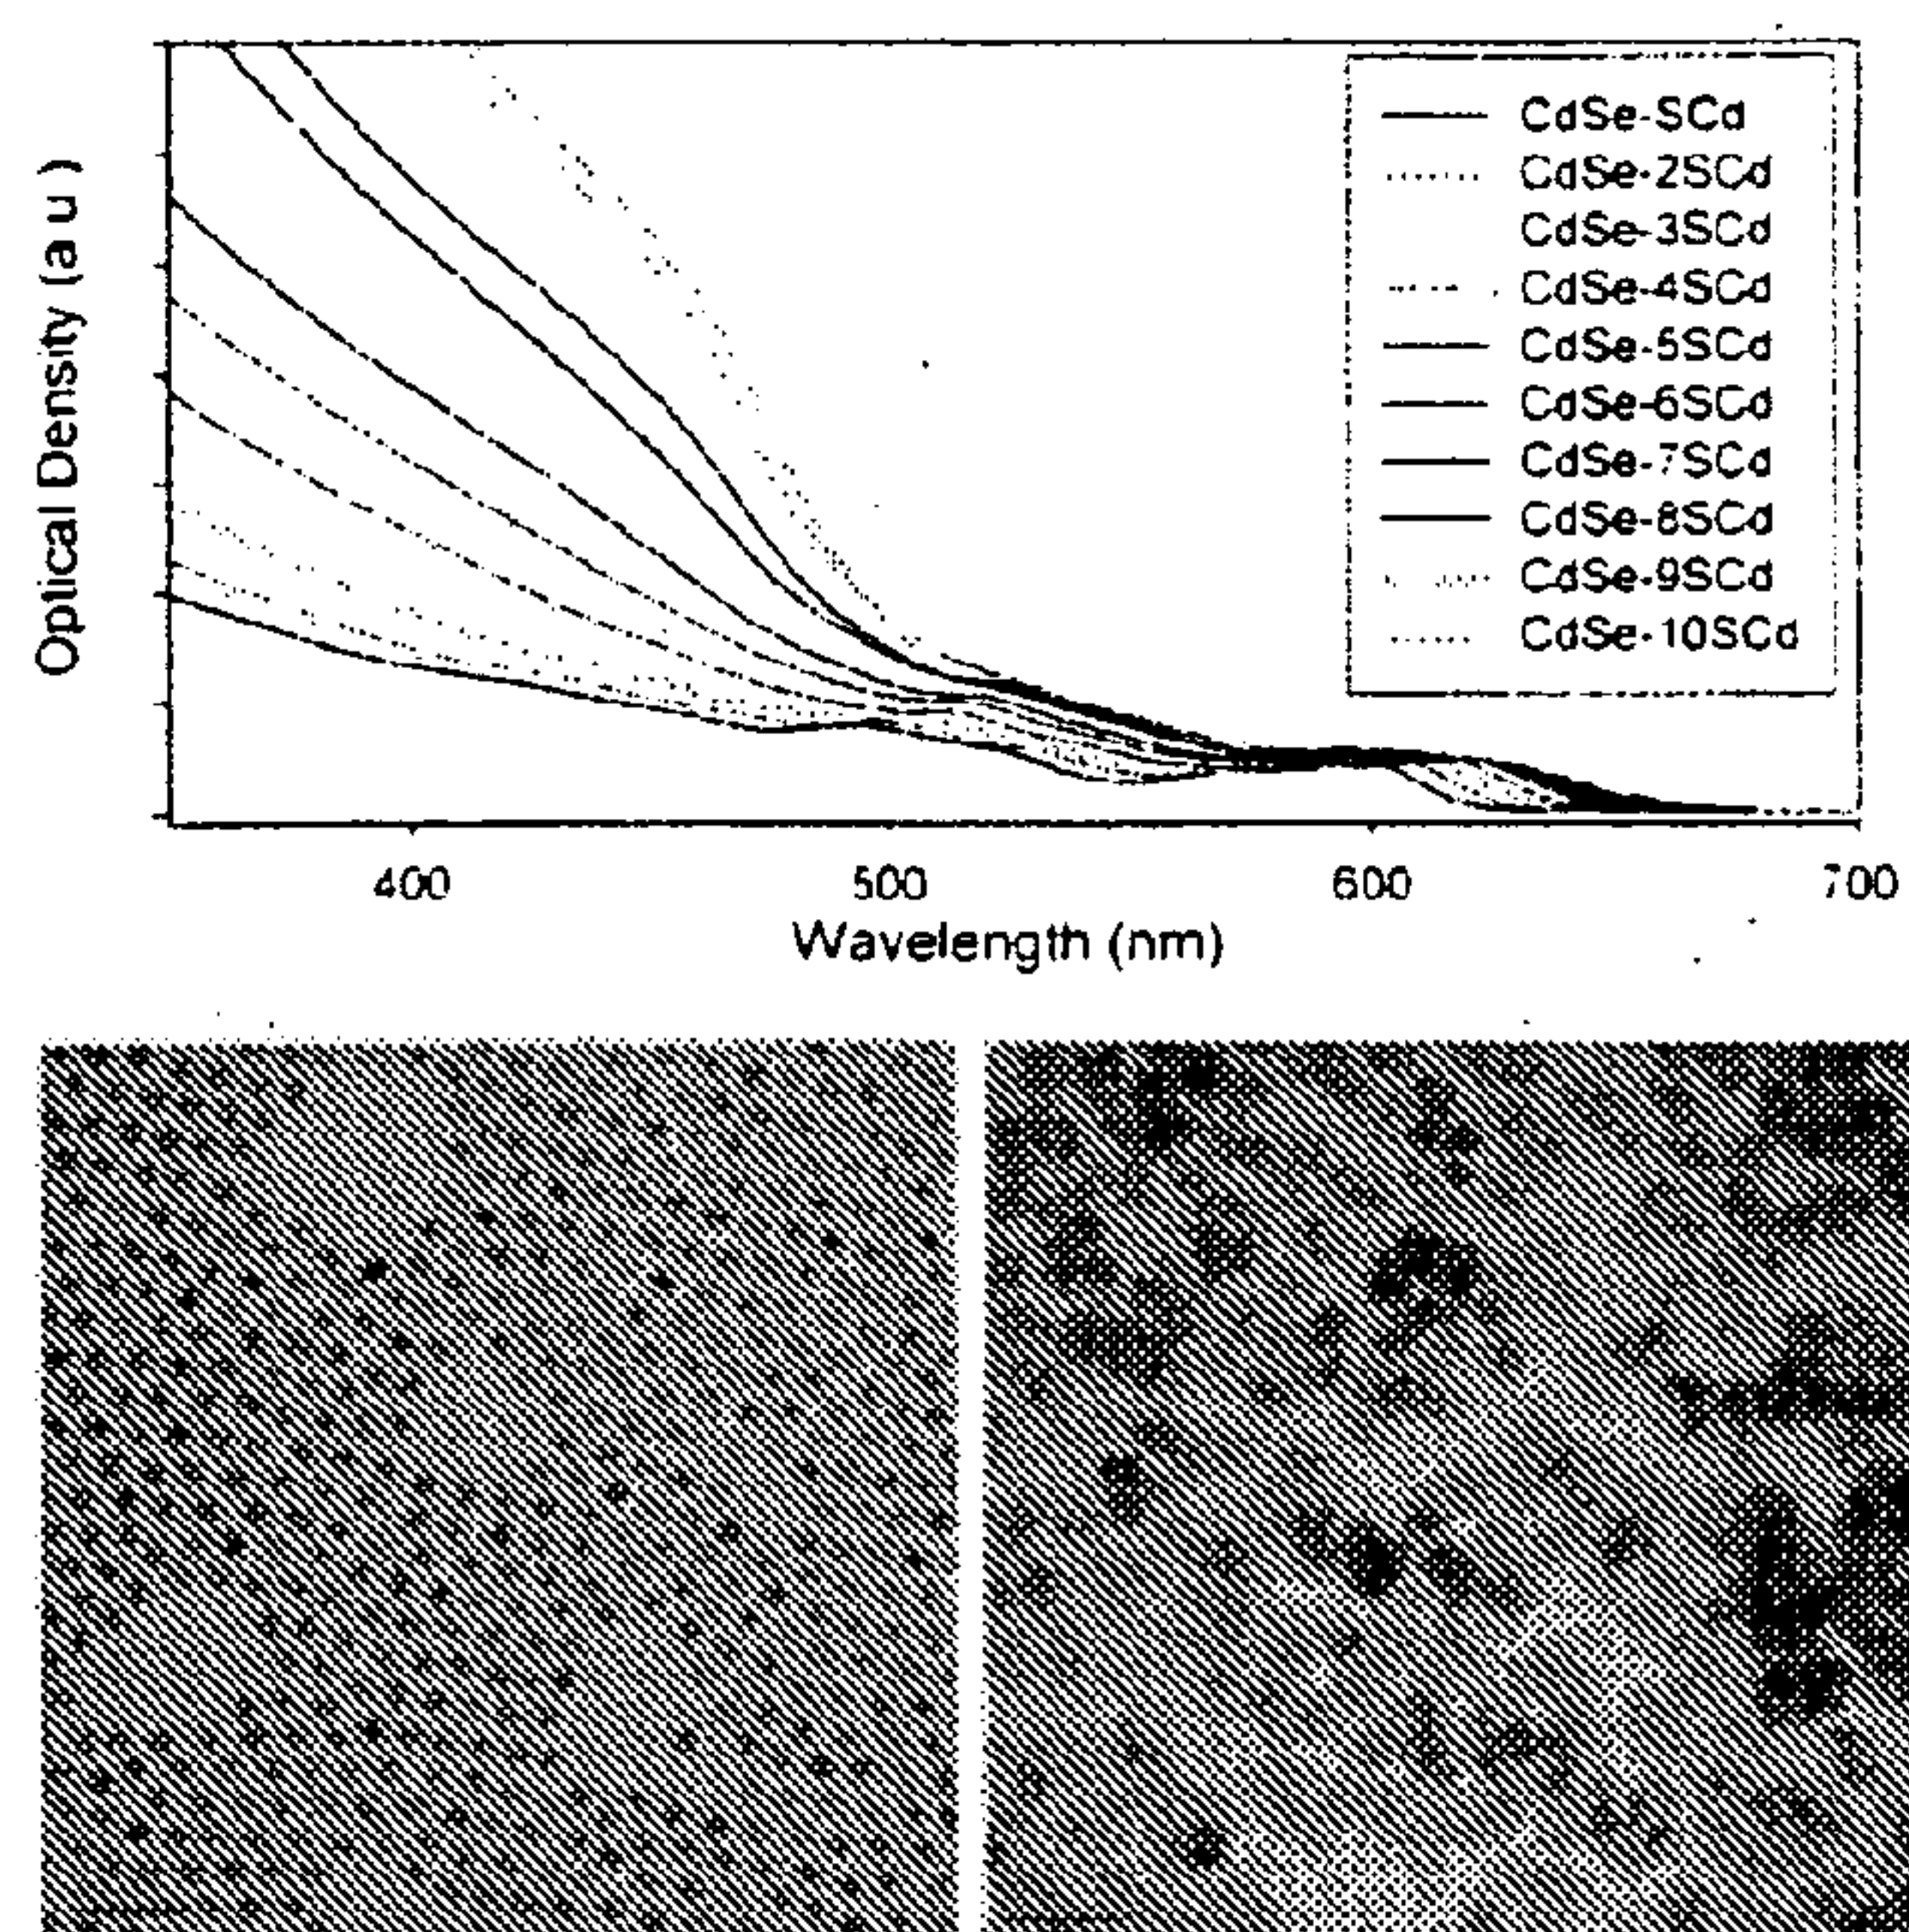 Optical Density (a u )
CdSe-SCd
CdSe-2SCd
CdSe-3SCd
CdSe-4SCd
CdSe-5SCd
CdSe-6SCd
CdSe-7SCd
CdSe-8SCd
CdSe-9SCd
CdSe-10SCd
400 500 600 700
Wavelength (nm)